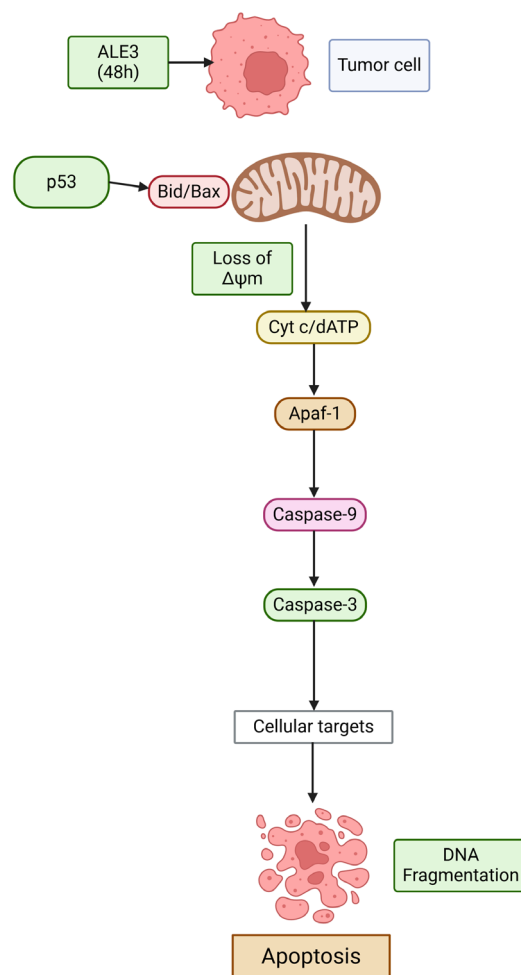 ALE3
(48h)
Tumor cell
p53
Bid/Bax
Loss of
Δψm
Cyt c/dATP
Apaf-1
Caspase-9
Caspase-3
Cellular targets
DNA
Fragmentation
Apoptosis